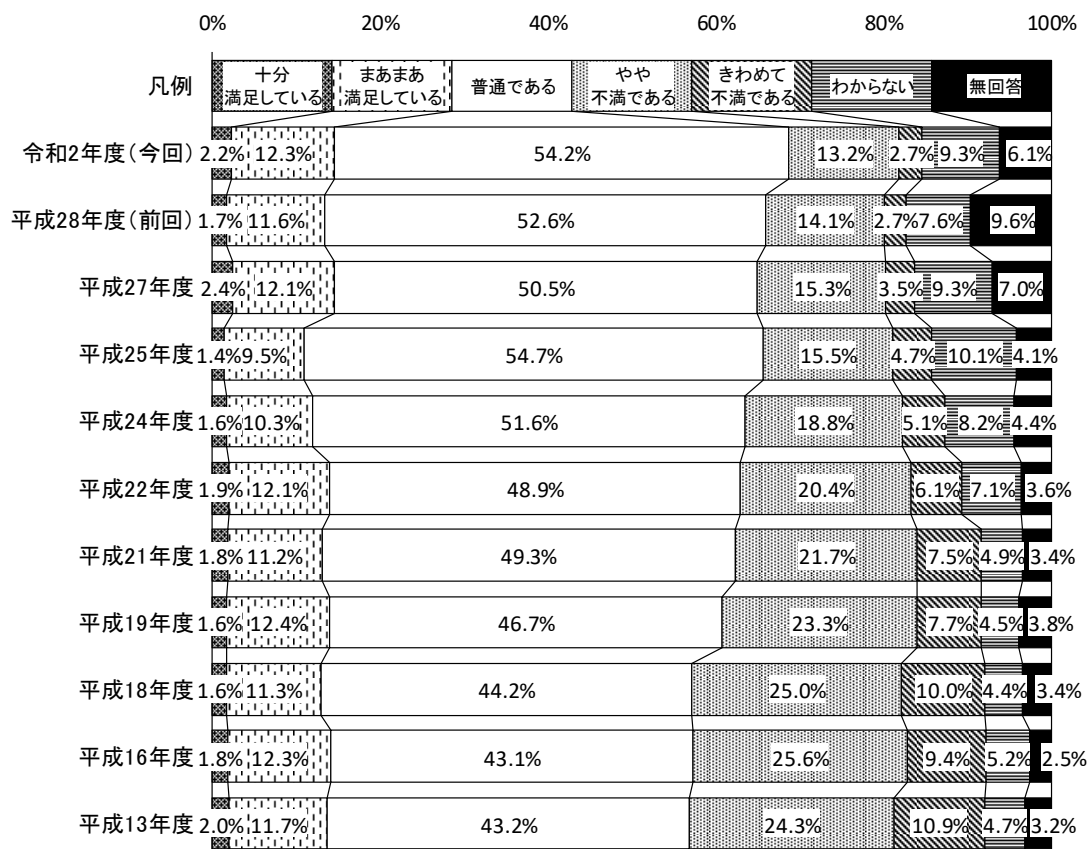 0% 20% 40% 60% 80% 100%
凡例 十分満足している まあまあ満足している 普通である やや不満である きわめて不満である わからない 無回答
令和2年度(今回) 2.2% 12.3% 54.2% 13.2% 2.7% 9.3% 6.1%
平成28年度(前回) 1.7% 11.6% 52.6% 14.1% 2.7% 7.6% 9.6%
平成27年度 2.4% 12.1% 50.5% 15.3% 3.5% 9.3% 7.0%
平成25年度 1.4% 9.5% 54.7% 15.5% 4.7% 10.1% 4.1%
平成24年度 1.6% 10.3% 51.6% 18.8% 5.1% 8.2% 4.4%
平成22年度 1.9% 12.1% 48.9% 20.4% 6.1% 7.1% 3.6%
平成21年度 1.8% 11.2% 49.3% 21.7% 7.5% 4.9% 3.4%
平成19年度 1.6% 12.4% 46.7% 23.3% 7.7% 4.5% 3.8%
平成18年度 1.6% 11.3% 44.2% 25.0% 10.0% 4.4% 3.4%
平成16年度 1.8% 12.3% 43.1% 25.6% 9.4% 5.2% 2.5%
平成13年度 2.0% 11.7% 43.2% 24.3% 10.9% 4.7% 3.2%